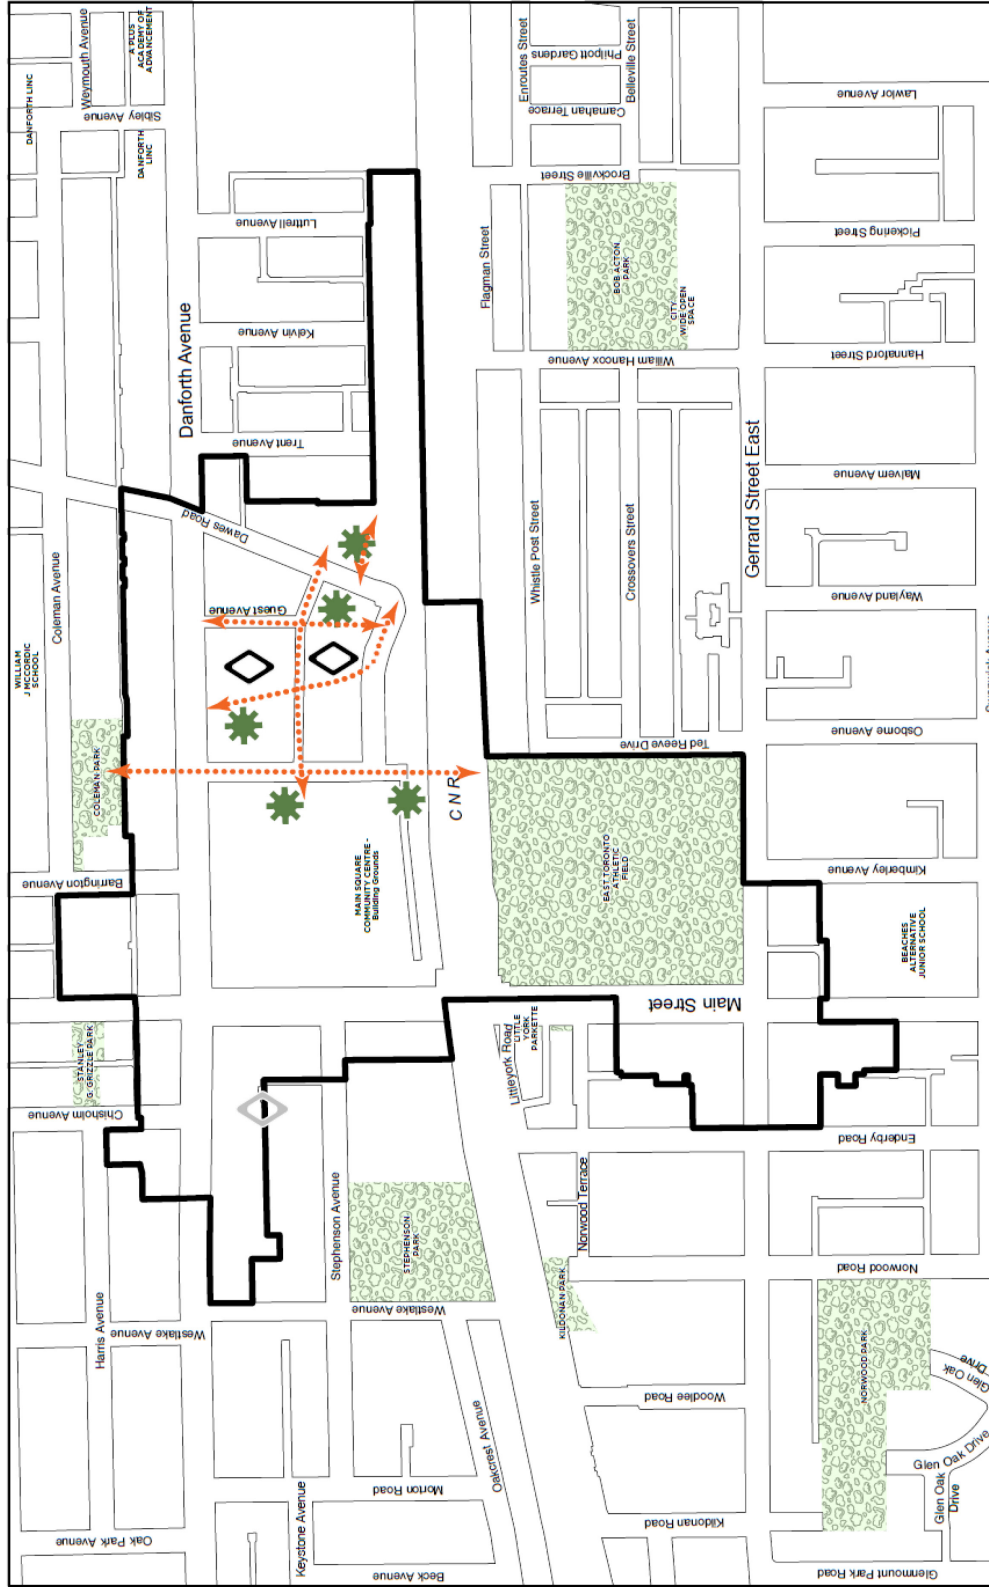 Weymouth Avenue
A PLUS
ACADEMY OF
ADVANCEMENT
DANFORTH LINC
Sibley Avenue
DANFORTH
LINC
Enroutes Street
Philpott Gardens
Belleville Street
Carnahan Terrace
Lawlor Avenue
Brockville Street
Luttrell Avenue
Flagman Street
Pickering Street
BOB ACTON
PARK
CITY
WIDE OPEN
SPACE
Kelvin Avenue
William Hancox Avenue
Hannaford Street
Danforth Avenue
Trent Avenue
Malvern Avenue
Gerrard Street East
Dawes Road
Whistle Post Street
Crossovers Street
Wayland Avenue
Coleman Avenue
WILLIAM
J MCCORDIC
SCHOOL
Guest Avenue
Osborne Avenue
Ted Reeve Drive
COLEMAN PARK
C N R
Barrington Avenue
MAIN SQUARE
COMMUNITY CENTRE -
Building Grounds
EAST TORONTO
ATHLETIC
FIELD
Kimberley Avenue
BEACHES
ALTERNATIVE
JUNIOR SCHOOL
Main Street
STANLEY
G. GRIZZLE PARK
Chisholm Avenue
Littleyork Road
LITTLE
YORK
PARKETTE
Enderby Road
Stephenson Avenue
STEPHENSON
PARK
Norwood Terrace
Norwood Road
Harris Avenue
Westlake Avenue
Westlake Avenue
KILDONAN PARK
NORWOOD PARK
Glen Oak
Drive
Woodlee Road
Oakcrest Avenue
Glen Oak Drive
Morton Road
Keystone Avenue
Kildonan Road
Glen Oak
Drive
Oak Park Avenue
Beck Avenue
Glenmount Park Road